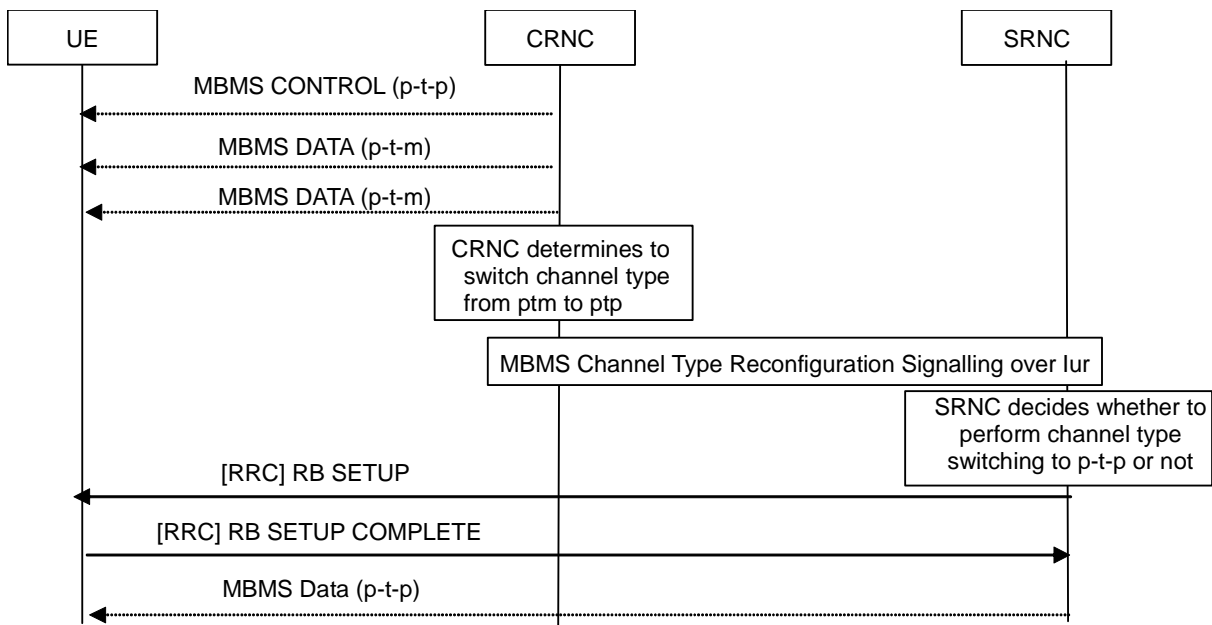 UE
CRNC
SRNC
MBMS CONTROL (p-t-p)
MBMS DATA (p-t-m)
MBMS DATA (p-t-m)
CRNC determines to
switch channel type
from ptm to ptp
MBMS Channel Type Reconfiguration Signalling over Iur
SRNC decides whether to
perform channel type
switching to p-t-p or not
[RRC] RB SETUP
[RRC] RB SETUP COMPLETE
MBMS Data (p-t-p)